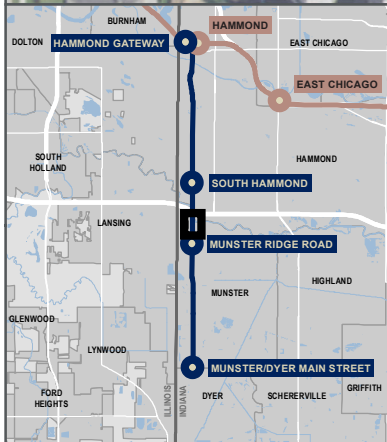 BURNHAM
HAMMOND
DOLTON
HAMMOND GATEWAY
EAST CHICAGO
EAST CHICAGO
SOUTH
HOLLAND
HAMMOND
SOUTH HAMMOND
LANSING
MUNSTER RIDGE ROAD
HIGHLAND
MUNSTER
GLENWOOD
LYNWOOD
MUNSTER/DYER MAIN STREET
FORD
HEIGHTS
ILLINOIS
INDIANA
DYER
SCHERERVILLE
GRIFFITH